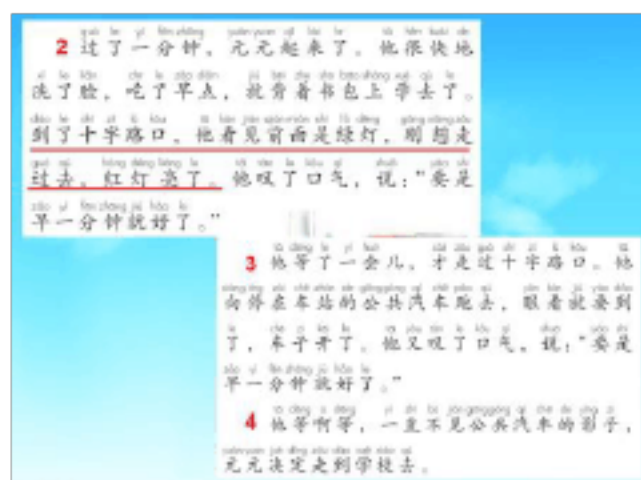 2 过了一分钟，元元起来了。他很快地
洗了脸，吃了早点，就背着书包上学去了。
到了十字路口，他看见前面是绿灯，刚想走
过去，红灯亮了。他叹了口气，说：“要是
早一分钟就好了。”
3 他等了一会儿，才走过十字路口。他
向停在车站的公共汽车跑去，眼看就要到
了，车子开了。他又叹了口气，说：“要是
早一分钟就好了。”
4 他等啊等，一直不见公共汽车的影子，
元元决定走到学校去。